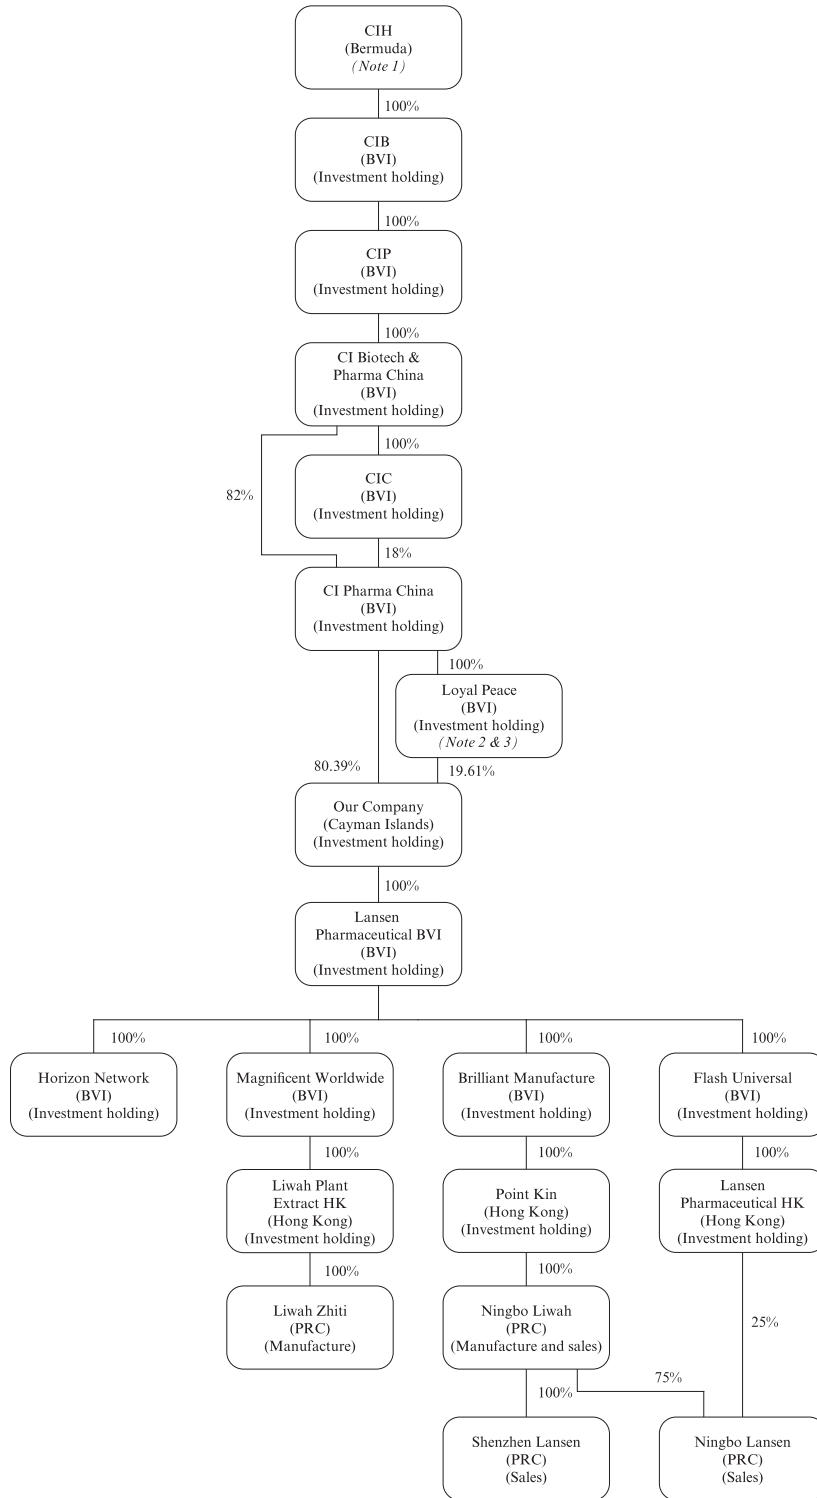 CIH
(Bermuda)
(Note 1)
100%
CIB
(BVI)
(Investment holding)
100%
CIP
(BVI)
(Investment holding)
100%
CI Biotech &
Pharma China
(BVI)
(Investment holding)
100%
82%
CIC
(BVI)
(Investment holding)
18%
CI Pharma China
(BVI)
(Investment holding)
100%
Loyal Peace
(BVI)
(Investment holding)
(Note 2 & 3)
80.39%
19.61%
Our Company
(Cayman Islands)
(Investment holding)
100%
Lansen
Pharmaceutical BVI
(BVI)
(Investment holding)
100%
100%
100%
100%
Horizon Network
(BVI)
(Investment holding)
Magnificent Worldwide
(BVI)
(Investment holding)
Brilliant Manufacture
(BVI)
(Investment holding)
Flash Universal
(BVI)
(Investment holding)
100%
100%
100%
Liwah Plant
Extract HK
(Hong Kong)
(Investment holding)
Point Kin
(Hong Kong)
(Investment holding)
Lansen
Pharmaceutical HK
(Hong Kong)
(Investment holding)
100%
100%
Liwah Zhiti
(PRC)
(Manufacture)
Ningbo Liwah
(PRC)
(Manufacture and sales)
25%
75%
100%
Shenzhen Lansen
(PRC)
(Sales)
Ningbo Lansen
(PRC)
(Sales)